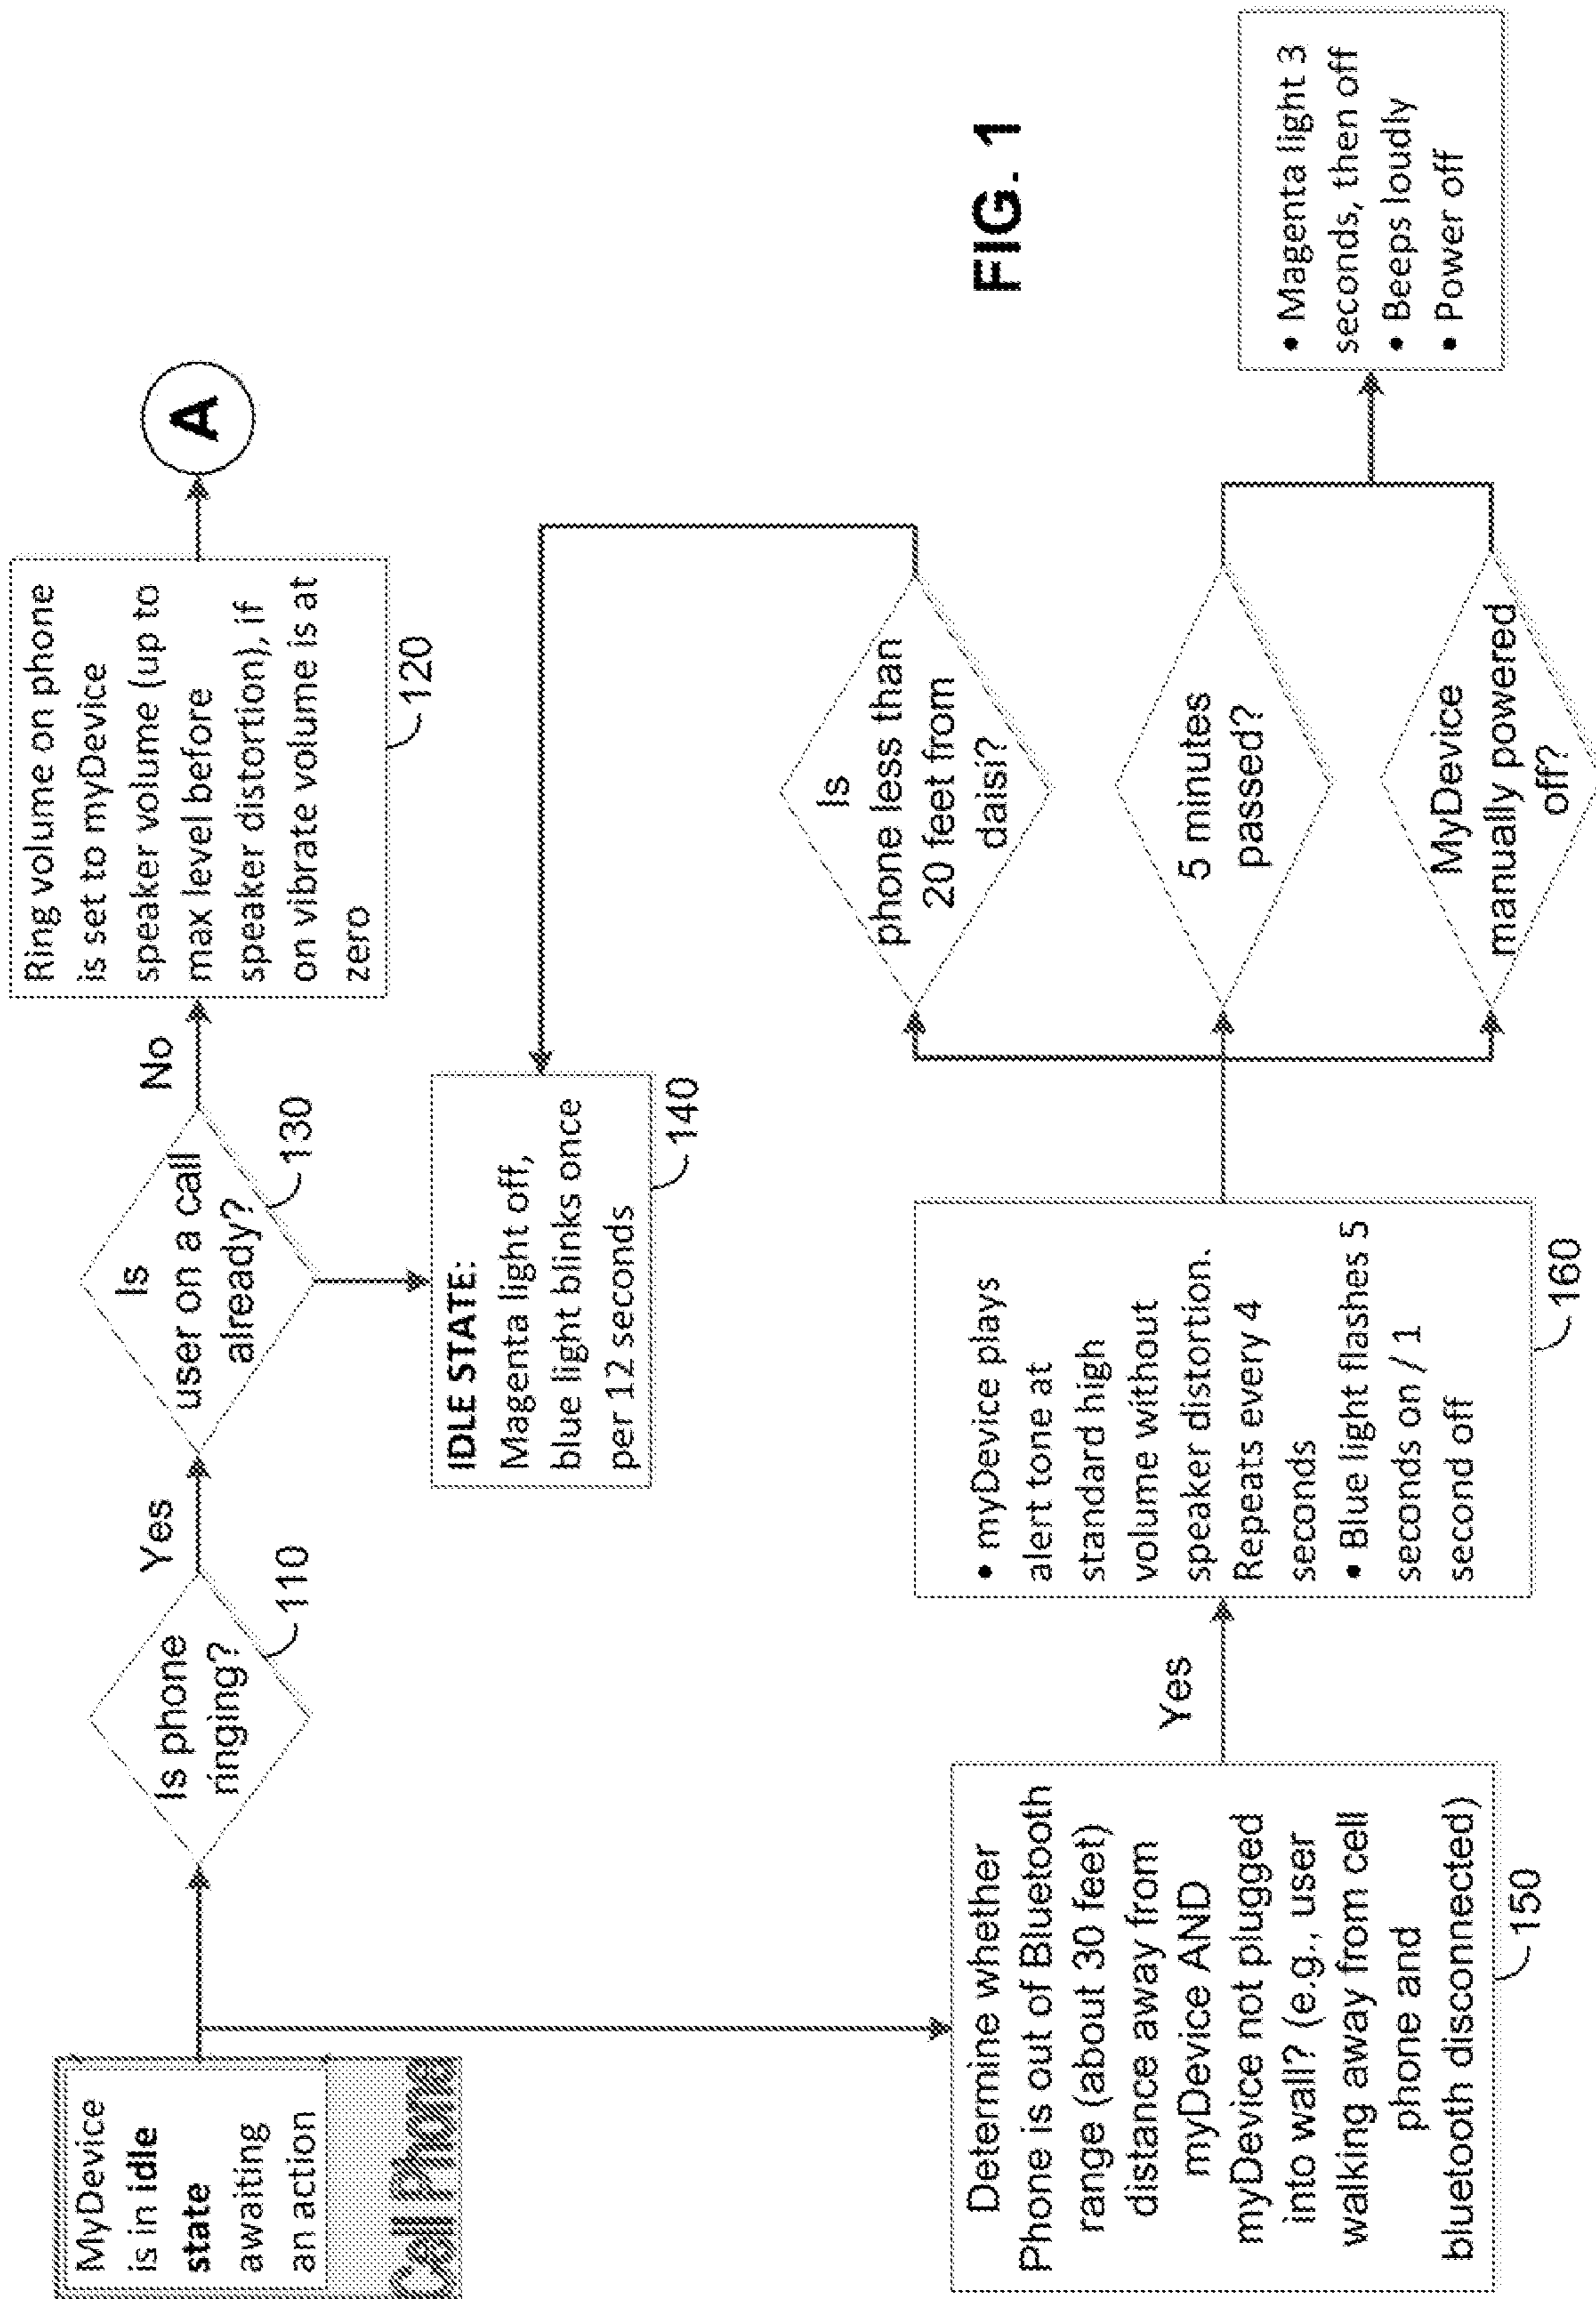 MyDevice
is in idle
state
awaiting
an action
Cell Phone
Is phone
ringing?
110
Yes
Is
user on a call
already?
130
No
Ring volume on phone
is set to myDevice
speaker volume (up to
max level before
speaker distortion), if
on vibrate volume is at
zero
120
A
IDLE STATE:
Magenta light off,
blue light blinks once
per 12 seconds
140
Determine whether
Phone is out of Bluetooth
range (about 30 feet)
distance away from
myDevice AND
myDevice not plugged
into wall? (e.g., user
walking away from cell
phone and
bluetooth disconnected)
150
Yes
• myDevice plays
alert tone at
standard high
volume without
speaker distortion.
Repeats every 4
seconds
• Blue light flashes 5
seconds on / 1
second off
160
Is
phone less than
20 feet from
daisi?
5 minutes
passed?
MyDevice
manually powered
off?
• Magenta light 3
seconds, then off
• Beeps loudly
• Power off
FIG. 1